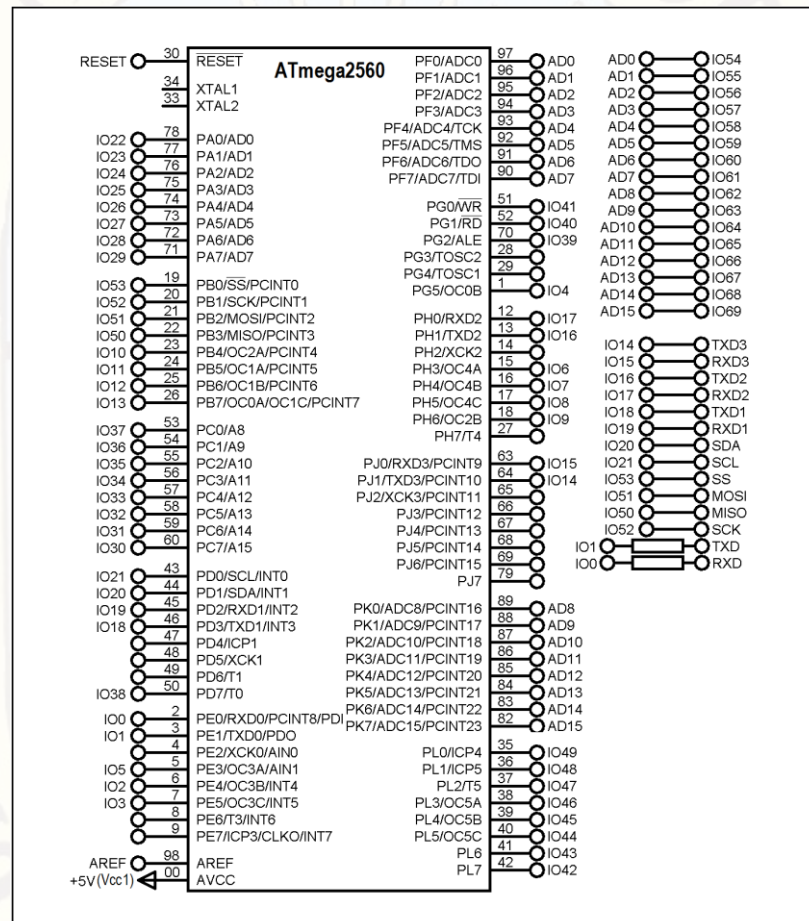 ATmega2560
RESET 30 RESET
34 XTAL1
33 XTAL2
IO22 78 PA0/AD0
IO23 77 PA1/AD1
IO24 76 PA2/AD2
IO25 75 PA3/AD3
IO26 74 PA4/AD4
IO27 73 PA5/AD5
IO28 72 PA6/AD6
IO29 71 PA7/AD7
IO53 19 PB0/SS/PCINT0
IO52 20 PB1/SCK/PCINT1
IO51 21 PB2/MOSI/PCINT2
IO50 22 PB3/MISO/PCINT3
IO10 23 PB4/OC2A/PCINT4
IO11 24 PB5/OC1A/PCINT5
IO12 25 PB6/OC1B/PCINT6
IO13 26 PB7/OC0A/OC1C/PCINT7
IO37 53 PC0/A8
IO36 54 PC1/A9
IO35 55 PC2/A10
IO34 56 PC3/A11
IO33 57 PC4/A12
IO32 58 PC5/A13
IO31 59 PC6/A14
IO30 60 PC7/A15
IO21 43 PD0/SCL/INT0
IO20 44 PD1/SDA/INT1
IO19 45 PD2/RXD1/INT2
IO18 46 PD3/TXD1/INT3
47 PD4/ICP1
48 PD5/XCK1
49 PD6/T1
IO38 50 PD7/T0
IO0 2 PE0/RXD0/PCINT8/PDI
IO1 3 PE1/TXD0/PDO
4 PE2/XCK0/AIN0
IO5 5 PE3/OC3A/AIN1
IO2 6 PE4/OC3B/INT4
IO3 7 PE5/OC3C/INT5
8 PE6/T3/INT6
9 PE7/ICP3/CLKO/INT7
AREF 98 AREF
+5V(Vcc1) 00 AVCC
PF0/ADC0 97 AD0
PF1/ADC1 96 AD1
PF2/ADC2 95 AD2
PF3/ADC3 94 AD3
PF4/ADC4/TCK 93 AD4
PF5/ADC5/TMS 92 AD5
PF6/ADC6/TDO 91 AD6
PF7/ADC7/TDI 90 AD7
PG0/WR 51 IO41
PG1/RD 52 IO40
PG2/ALE 70 IO39
PG3/TOSC2 28
PG4/TOSC1 29
PG5/OC0B 1 IO4
PH0/RXD2 12 IO17
PH1/TXD2 13 IO16
PH2/XCK2 14
PH3/OC4A 15 IO6
PH4/OC4B 16 IO7
PH5/OC4C 17 IO8
PH6/OC2B 18 IO9
PH7/T4 27
PJ0/RXD3/PCINT9 63 IO15
PJ1/TXD3/PCINT10 64 IO14
PJ2/XCK3/PCINT11 65
PJ3/PCINT12 66
PJ4/PCINT13 67
PJ5/PCINT14 68
PJ6/PCINT15 69
PJ7 79
PK0/ADC8/PCINT16 89 AD8
PK1/ADC9/PCINT17 88 AD9
PK2/ADC10/PCINT18 87 AD10
PK3/ADC11/PCINT19 86 AD11
PK4/ADC12/PCINT20 85 AD12
PK5/ADC13/PCINT21 84 AD13
PK6/ADC14/PCINT22 83 AD14
PK7/ADC15/PCINT23 82 AD15
PL0/ICP4 35 IO49
PL1/ICP5 36 IO48
PL2/T5 37 IO47
PL3/OC5A 38 IO46
PL4/OC5B 39 IO45
PL5/OC5C 40 IO44
PL6 41 IO43
PL7 42 IO42
AD0 IO54
AD1 IO55
AD2 IO56
AD3 IO57
AD4 IO58
AD5 IO59
AD6 IO60
AD7 IO61
AD8 IO62
AD9 IO63
AD10 IO64
AD11 IO65
AD12 IO66
AD13 IO67
AD14 IO68
AD15 IO69
IO14 TXD3
IO15 RXD3
IO16 TXD2
IO17 RXD2
IO18 TXD1
IO19 RXD1
IO20 SDA
IO21 SCL
IO53 SS
IO51 MOSI
IO50 MISO
IO52 SCK
IO1 TXD
IO0 RXD